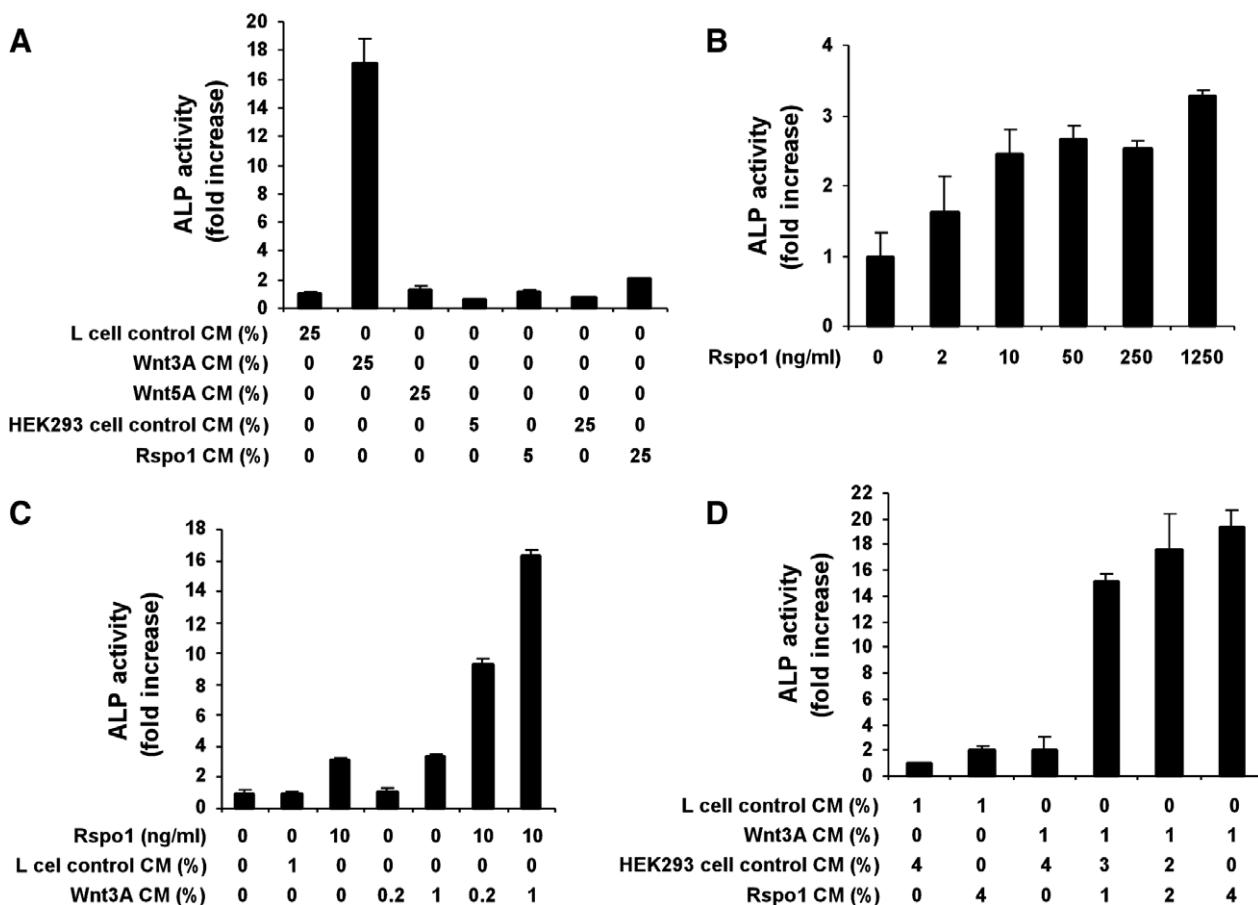 A
ALP activity
(fold increase)
20
18
16
14
12
10
8
6
4
2
0
L cell control CM (%) 25 0 0 0 0 0 0
Wnt3A CM (%) 0 25 0 0 0 0 0
Wnt5A CM (%) 0 0 25 0 0 0 0
HEK293 cell control CM (%) 0 0 0 5 0 25 0
Rspo1 CM (%) 0 0 0 0 5 0 25
B
ALP activity
(fold increase)
4
3
2
1
0
Rspo1 (ng/ml) 0 2 10 50 250 1250
C
ALP activity
(fold increase)
18
16
14
12
10
8
6
4
2
0
Rspo1 (ng/ml) 0 0 10 0 0 10 10
L cel control CM (%) 0 1 0 0 0 0 0
Wnt3A CM (%) 0 0 0 0.2 1 0.2 1
D
ALP activity
(fold increase)
22
20
18
16
14
12
10
8
6
4
2
0
L cell control CM (%) 1 1 0 0 0 0
Wnt3A CM (%) 0 0 1 1 1 1
HEK293 cell control CM (%) 4 0 4 3 2 0
Rspo1 CM (%) 0 4 0 1 2 4